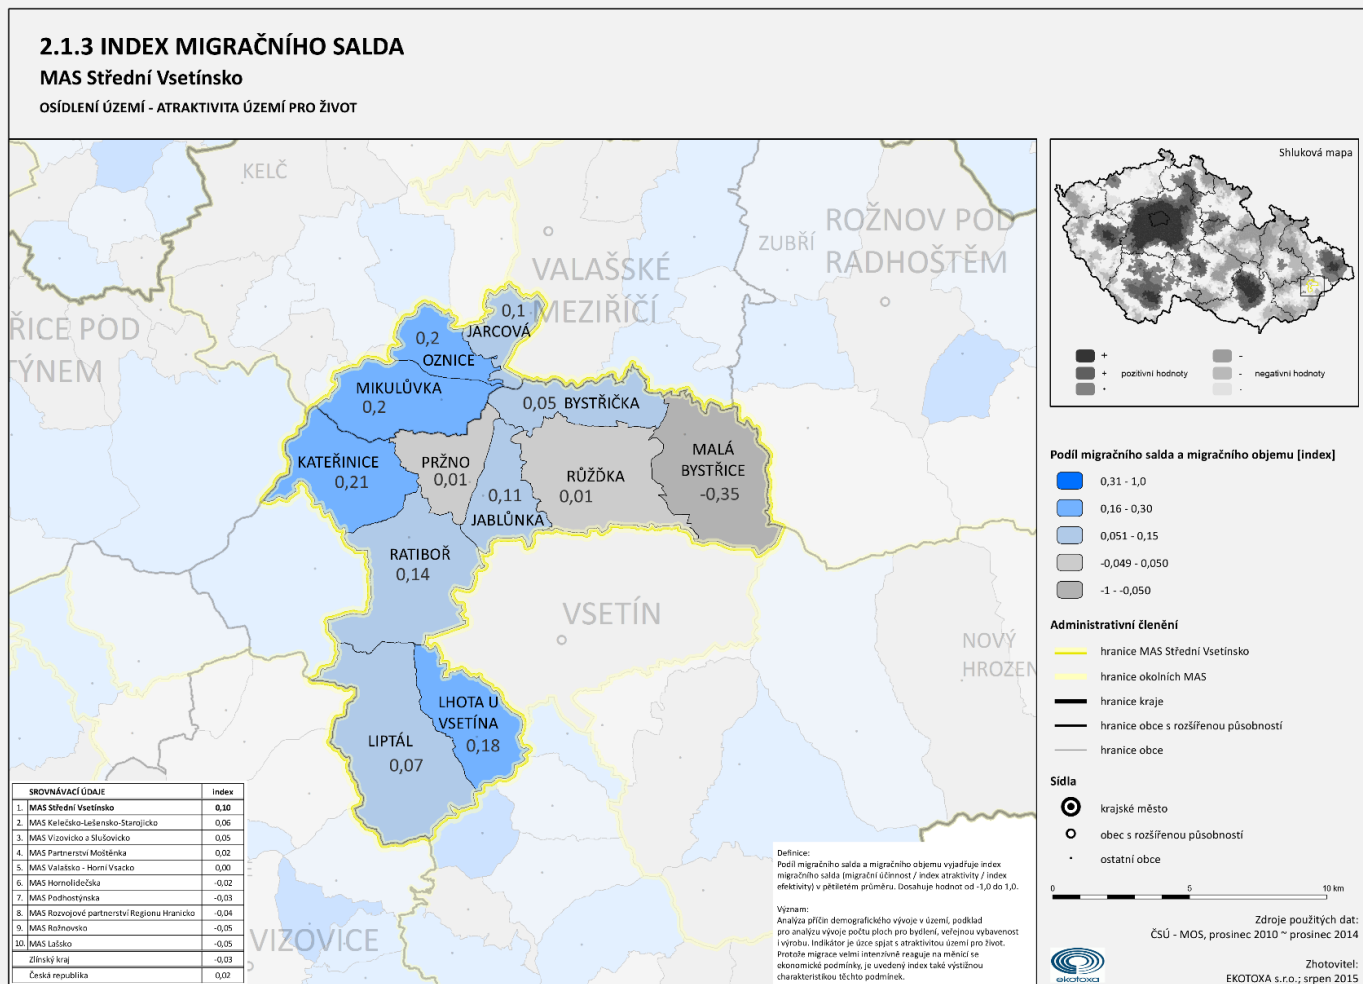 2.1.3 INDEX MIGRAČNÍHO SALDA
MAS Střední Vsetínsko
OSÍDLENÍ ÚZEMÍ - ATRAKTIVITA ÚZEMÍ PRO ŽIVOT
KELČ
ROŽNOV POD
RADHOŠTĚM
ZUBŘÍ
VALAŠSKÉ
MEZIŘÍČÍ
ŘICE POD
TÝNEM
0,1
JARCOVÁ
0,2
OZNICE
MIKULŮVKA
0,2
0,05 BYSTŘIČKA
MALÁ
BYSTŘICE
-0,35
KATEŘINICE
0,21
PRŽNO
0,01
RŮŽĎKA
0,01
0,11
JABLŮNKA
RATIBOŘ
0,14
VSETÍN
NOVÝ
HROZEN
LHOTA U
VSETÍNA
0,18
LIPTÁL
0,07
VIZOVICE
SROVNÁVACÍ ÚDAJE index
1. MAS Střední Vsetínsko 0,10
2. MAS Kelečsko-Lešensko-Starojicko 0,06
3. MAS Vizovicko a Slušovicko 0,05
4. MAS Partnerství Moštěnka 0,02
5. MAS Valašsko - Horní Vsacko 0,00
6. MAS Hornolidečska -0,02
7. MAS Podhostýnska -0,03
8. MAS Rozvojové partnerství Regionu Hranicko -0,04
9. MAS Rožnovsko -0,05
10. MAS Lašsko -0,05
Zlínský kraj -0,03
Česká republika 0,02
Definice:
Podíl migračního salda a migračního objemu vyjadřuje index
migračního salda (migrační účinnost / index atraktivity / index
efektivity) v pětiletém průměru. Dosahuje hodnot od -1,0 do 1,0.
Význam:
Analýza příčin demografického vývoje v území, podklad
pro analýzu vývoje počtu ploch pro bydlení, veřejnou vybavenost
i výrobu. Indikátor je úzce spjat s atraktivitou území pro život.
Protože migrace velmi intenzivně reaguje na měnící se
ekonomické podmínky, je uvedený index také výstižnou
charakteristikou těchto podmínek.
Shluková mapa
+ -
+ pozitivní hodnoty - negativní hodnoty
Podíl migračního salda a migračního objemu [index]
0,31 - 1,0
0,16 - 0,30
0,051 - 0,15
-0,049 - 0,050
-1 - -0,050
Administrativní členění
hranice MAS Střední Vsetínsko
hranice okolních MAS
hranice kraje
hranice obce s rozšířenou působností
hranice obce
Sídla
krajské město
obec s rozšířenou působností
ostatní obce
0 5 10 km
Zdroje použitých dat:
ČSÚ - MOS, prosinec 2010 ~ prosinec 2014
ekotoxa
Zhotovitel:
EKOTOXA s.r.o.; srpen 2015